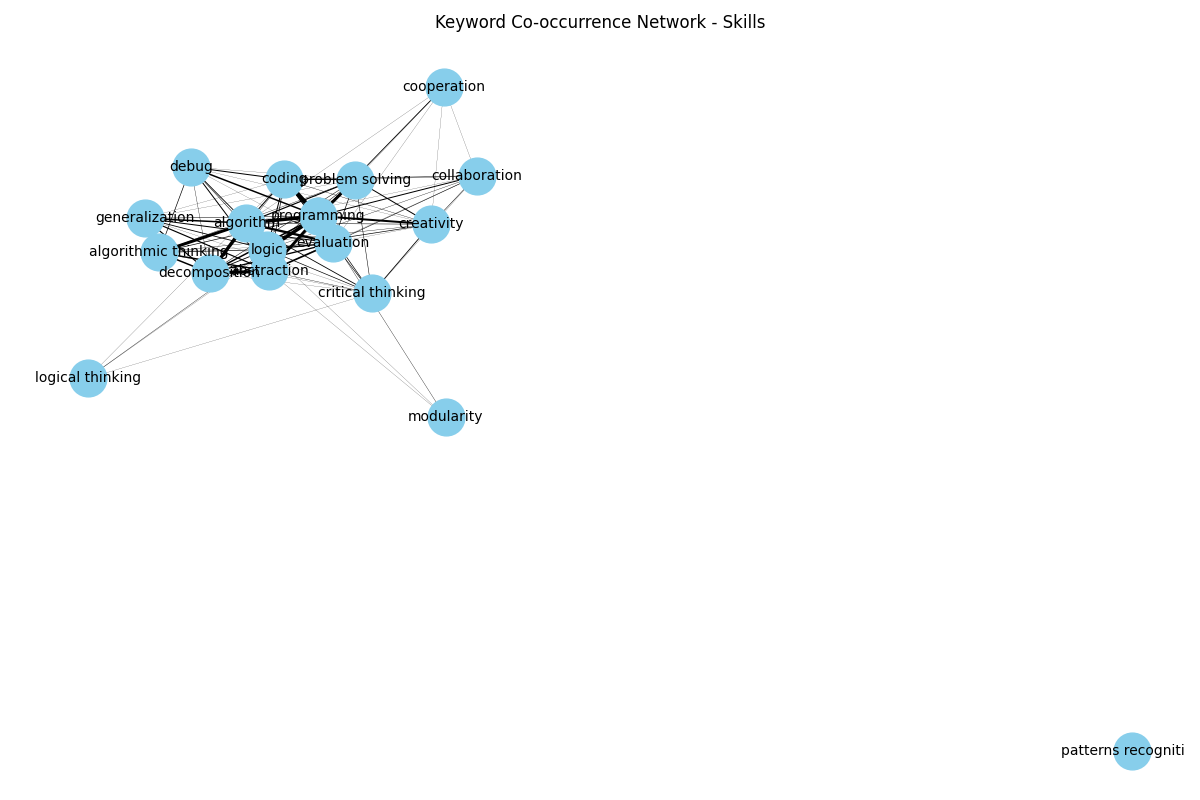 Keyword Co-occurrence Network - Skills
cooperation
debug
collaboration
coding
problem solving
generalization
programming
algorithm
creativity
evaluation
logic
algorithmic thinking
abstraction
decomposition
critical thinking
logical thinking
modularity
patterns recogniti